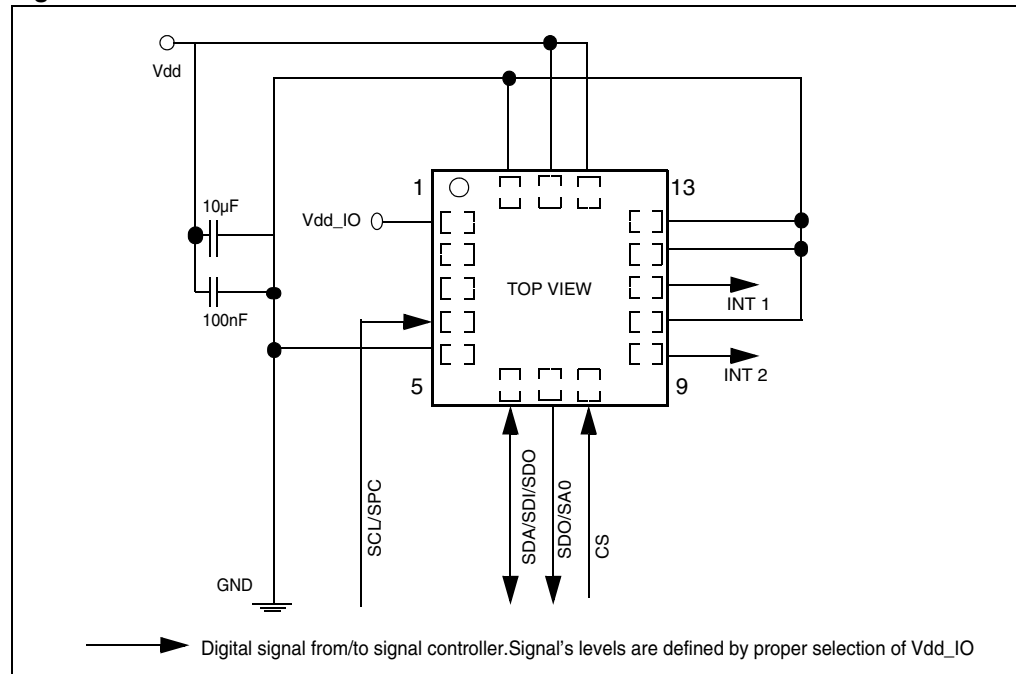 Vdd
1
13
10µF
Vdd_IO
TOP VIEW
INT 1
100nF
INT 2
5
9
SCL/SPC
SDA/SDI/SDO
SDO/SA0
CS
GND
Digital signal from/to signal controller.Signal's levels are defined by proper selection of Vdd_IO